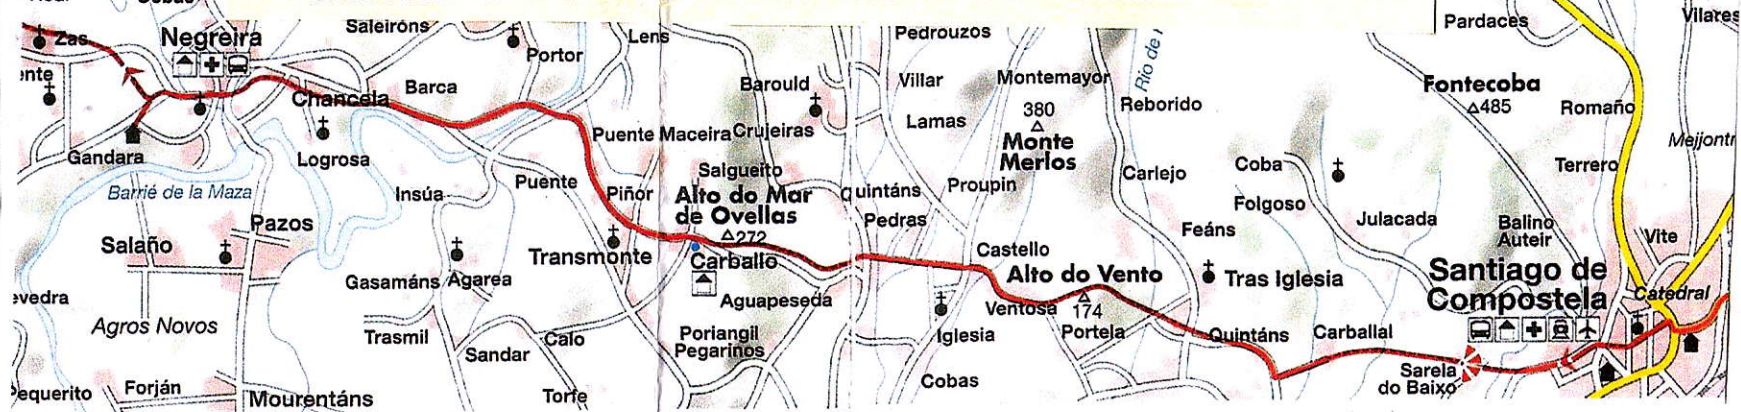 Zas
Negreira
Saleiróns
Portor
Lens
Pedrouzos
Pardaces
Vilares
Chancela
Barca
Barould
Villar
Montemayor
380
Monte
Merlos
Reborido
Fontecoba
485
Romaño
Gandara
Logrosa
Puente Maceira
Crujeiras
Lamas
Barrié de la Maza
Insúa
Puente
Piñor
Salgueito
Alto do Mar
de Ovellas
272
Quintáns
Proupin
Carlejo
Coba
Terrero
Pazos
Salaño
Pedras
Folgoso
Julacada
Balino
Auteir
Vite
Feáns
Transmonte
Carballo
Castello
Alto do Vento
174
Tras Iglesia
Santiago de
Compostela
Catedral
Gasamáns
Agarea
Aguapeseda
Ventosa
evedra
Agros Novos
Trasmil
Sandar
Calo
Poriangil
Pegarinos
Iglesia
Portela
Quintáns
Carballal
Sarela
do Baixo
Cobas
Forján
Mourentáns
Torfe